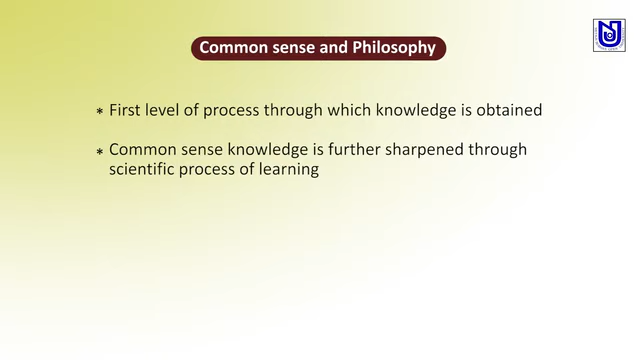 Common sense and Philosophy
* First level of process through which knowledge is obtained
* Common sense knowledge is further sharpened through
scientific process of learning